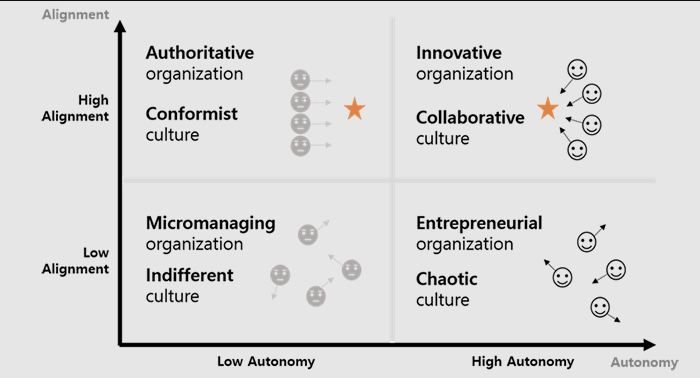 Alignment
High
Alignment
Authoritative
organization
Conformist
culture
Innovative
organization
Collaborative
culture
Low
Alignment
Micromanaging
organization
Indifferent
culture
Entrepreneurial
organization
Chaotic
culture
Low Autonomy
High Autonomy
Autonomy